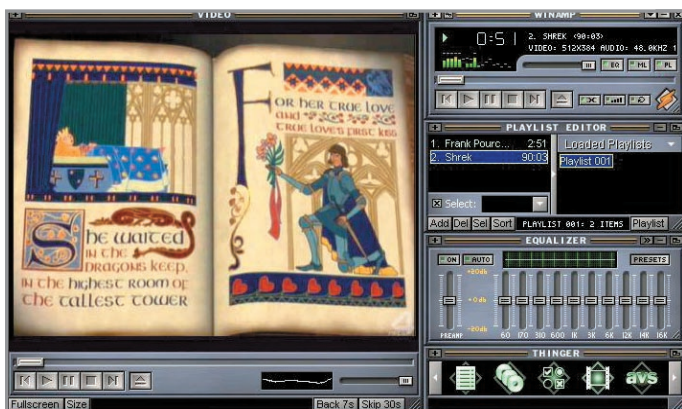 VIDEO
SHE WAITED
IN THE
DRAGONS KEEP.
IN THE HIGHEST ROOM OF
THE TALLEST TOWER
FOR HER TRUE LOVE
AND
TRUE LOVE'S FIRST KISS
Fullscreen Size
Back 7s Skip 30s
WINAMP
0:51
2. SHREK (90:03)
VIDEO: 512X384 AUDIO: 48.0KHZ 1
EQ ML PL
PLAYLIST EDITOR
1. Frank Pourc... 2:51
2. Shrek 90:03
Loaded Playlists
Playlist 001
Select:
Add Del Sel Sort PLAYLIST 001: 2 ITEMS Playlist
EQUALIZER
ON AUTO PRESETS
+20db
+0db
-20db
PREAMP 60 170 310 600 1K 3K 6K 12K 14K 16K
THINGER
avs